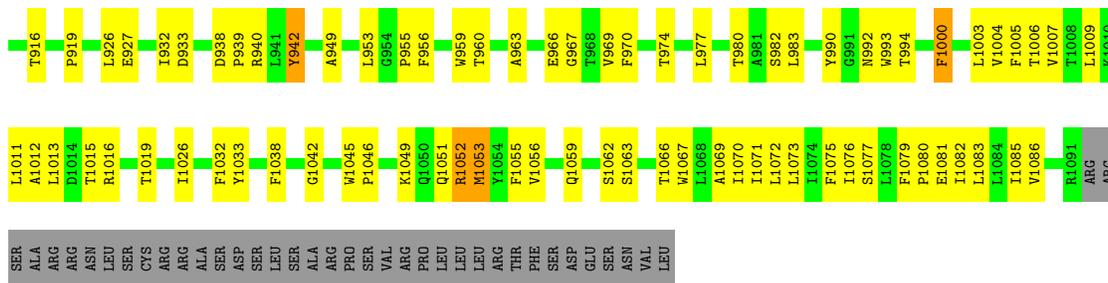 T916 P919 L926 E927 I932 D933 D938 P939 R940 L941 Y942 A949 L953 G954 P955 F956 W959 T960 A963 E966 G967 T968 V969 F970 T974 L977 T980 A981 S982 L983 Y990 G991 N992 W993 T994 F1000 L1003 V1004 F1005 T1006 V1007 T1008 L1009 K1010
L1011 A1012 L1013 D1014 T1015 R1016 T1019 I1026 F1032 Y1033 F1038 G1042 W1045 P1046 K1049 Q1050 Q1051 R1052 M1053 Y1054 F1055 V1056 Q1059 S1062 S1063 T1066 W1067 L1068 A1069 I1070 I1071 L1072 L1073 I1074 F1075 I1076 S1077 L1078 F1079 P1080 E1081 I1082 L1083 L1084 I1085 V1086 R1091 ARG ARG
SER ALA ARG ARG ASN LEU SER CYS ARG ARG ALA SER ASP SER LEU SER ALA ARG PRO SER VAL ARG PRO LEU LEU LEU ARG THR PHE SER ASP GLU SER ASN VAL LEU